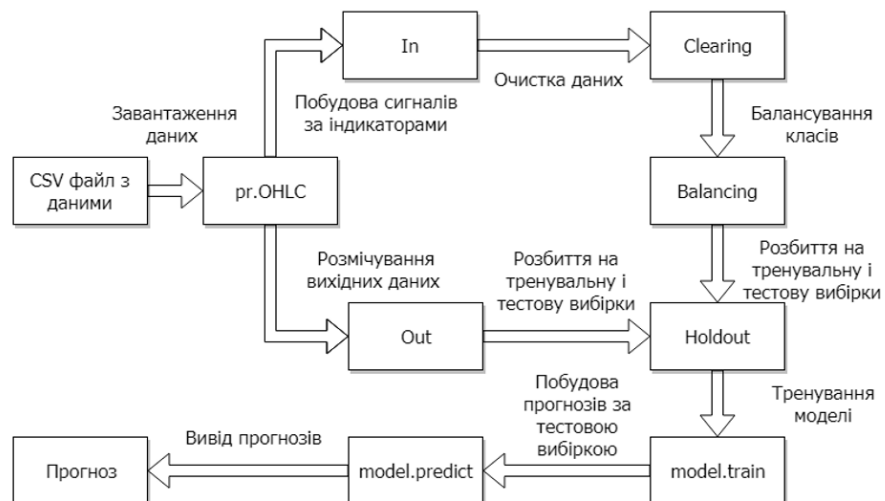 In
Clearing
Очистка даних
Завантаження
даних
Побудова сигналів
за індикаторами
Балансування
класів
CSV файл з
даними
pr.OHLC
Balancing
Розмічування
вихідних даних
Розбиття на
тренувальну і
тестову вибірки
Розбиття на
тренувальну і
тестову вибірки
Out
Holdout
Побудова
прогнозів за
тестовою
вибіркою
Тренування
моделі
Вивід прогнозів
Прогноз
model.predict
model.train